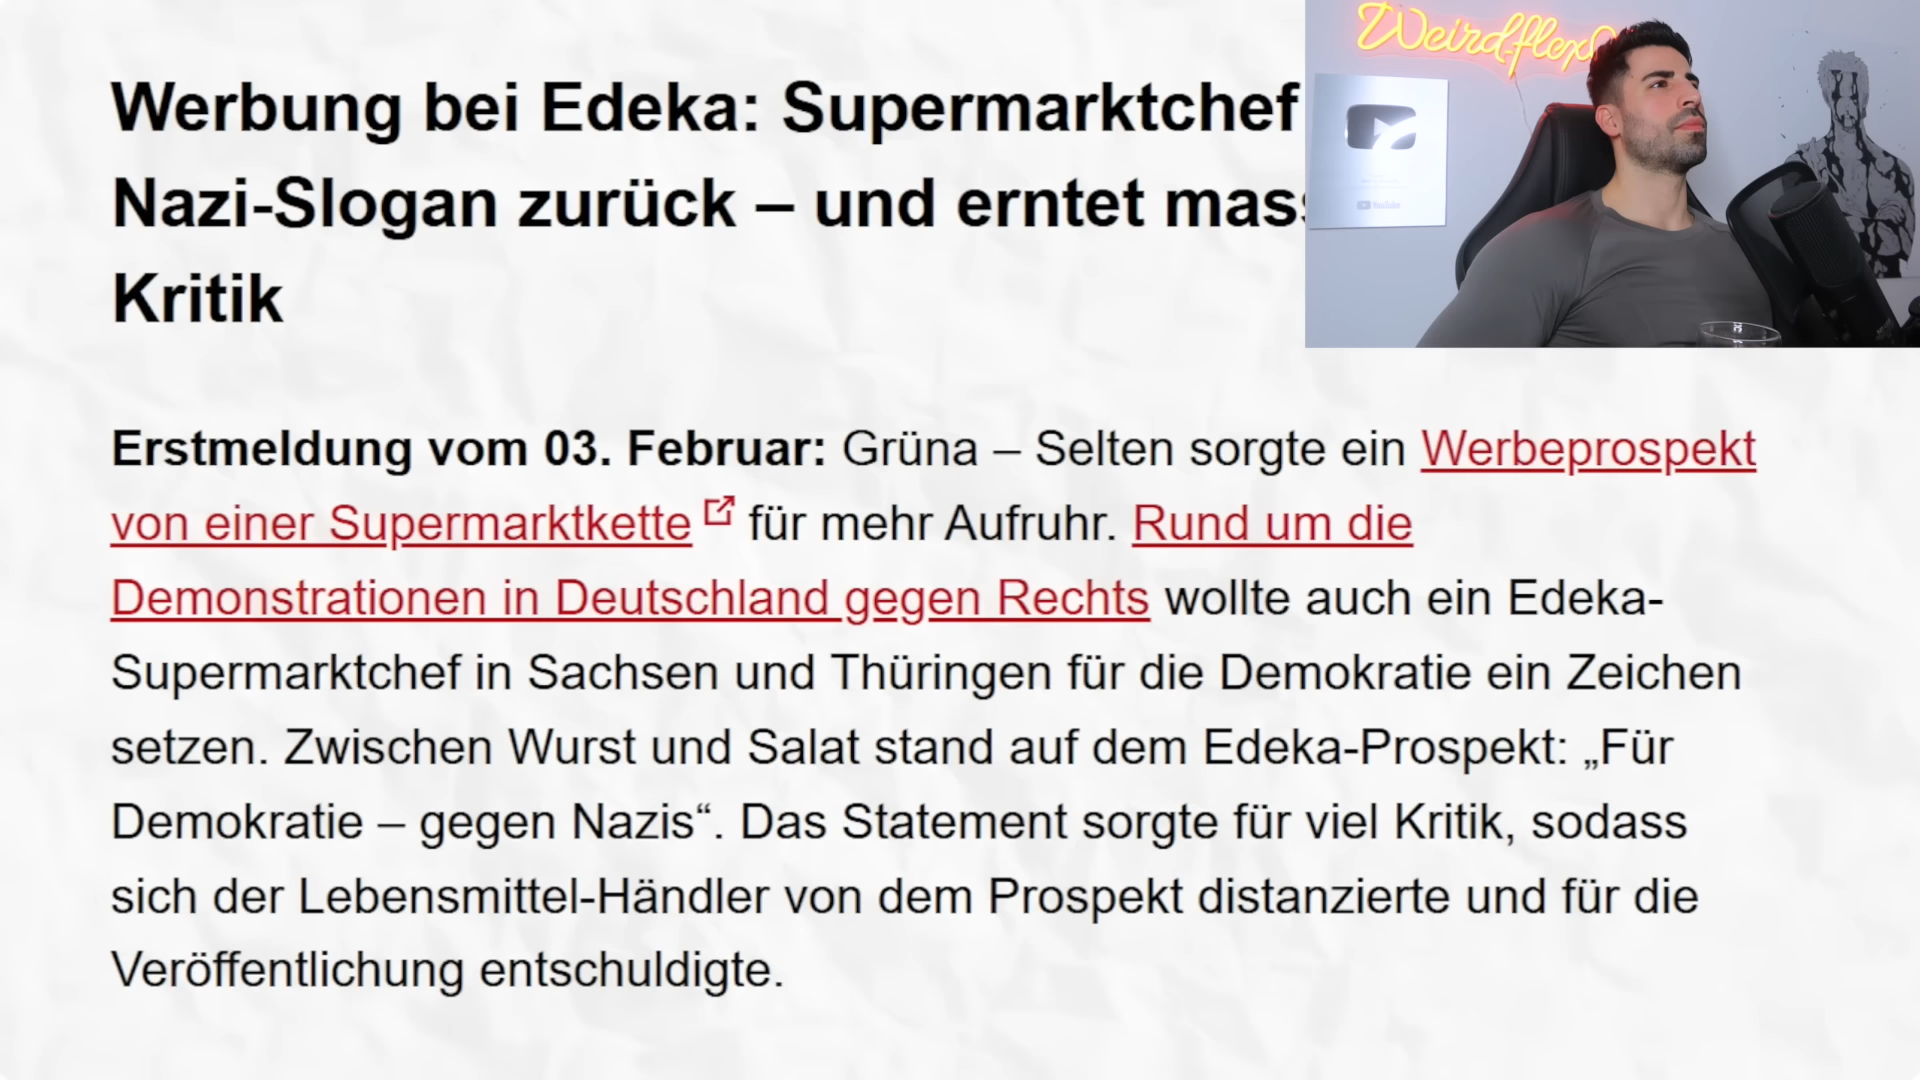 Werbung bei Edeka: Supermarktchef
Nazi-Slogan zurück – und erntet mass
Kritik
Weirdflex
YouTube
Erstmeldung vom 03. Februar: Grüna – Selten sorgte ein Werbeprospekt
von einer Supermarktkette für mehr Aufruhr. Rund um die
Demonstrationen in Deutschland gegen Rechts wollte auch ein Edeka-
Supermarktchef in Sachsen und Thüringen für die Demokratie ein Zeichen
setzen. Zwischen Wurst und Salat stand auf dem Edeka-Prospekt: „Für
Demokratie – gegen Nazis“. Das Statement sorgte für viel Kritik, sodass
sich der Lebensmittel-Händler von dem Prospekt distanzierte und für die
Veröffentlichung entschuldigte.